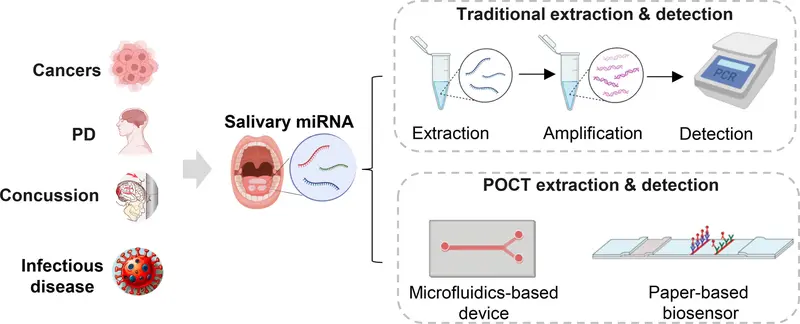 Cancers
PD
Concussion
Infectious
disease
Salivary miRNA
Traditional extraction & detection
Extraction
Amplification
PCR
Detection
POCT extraction & detection
Microfluidics-based
device
Paper-based
biosensor